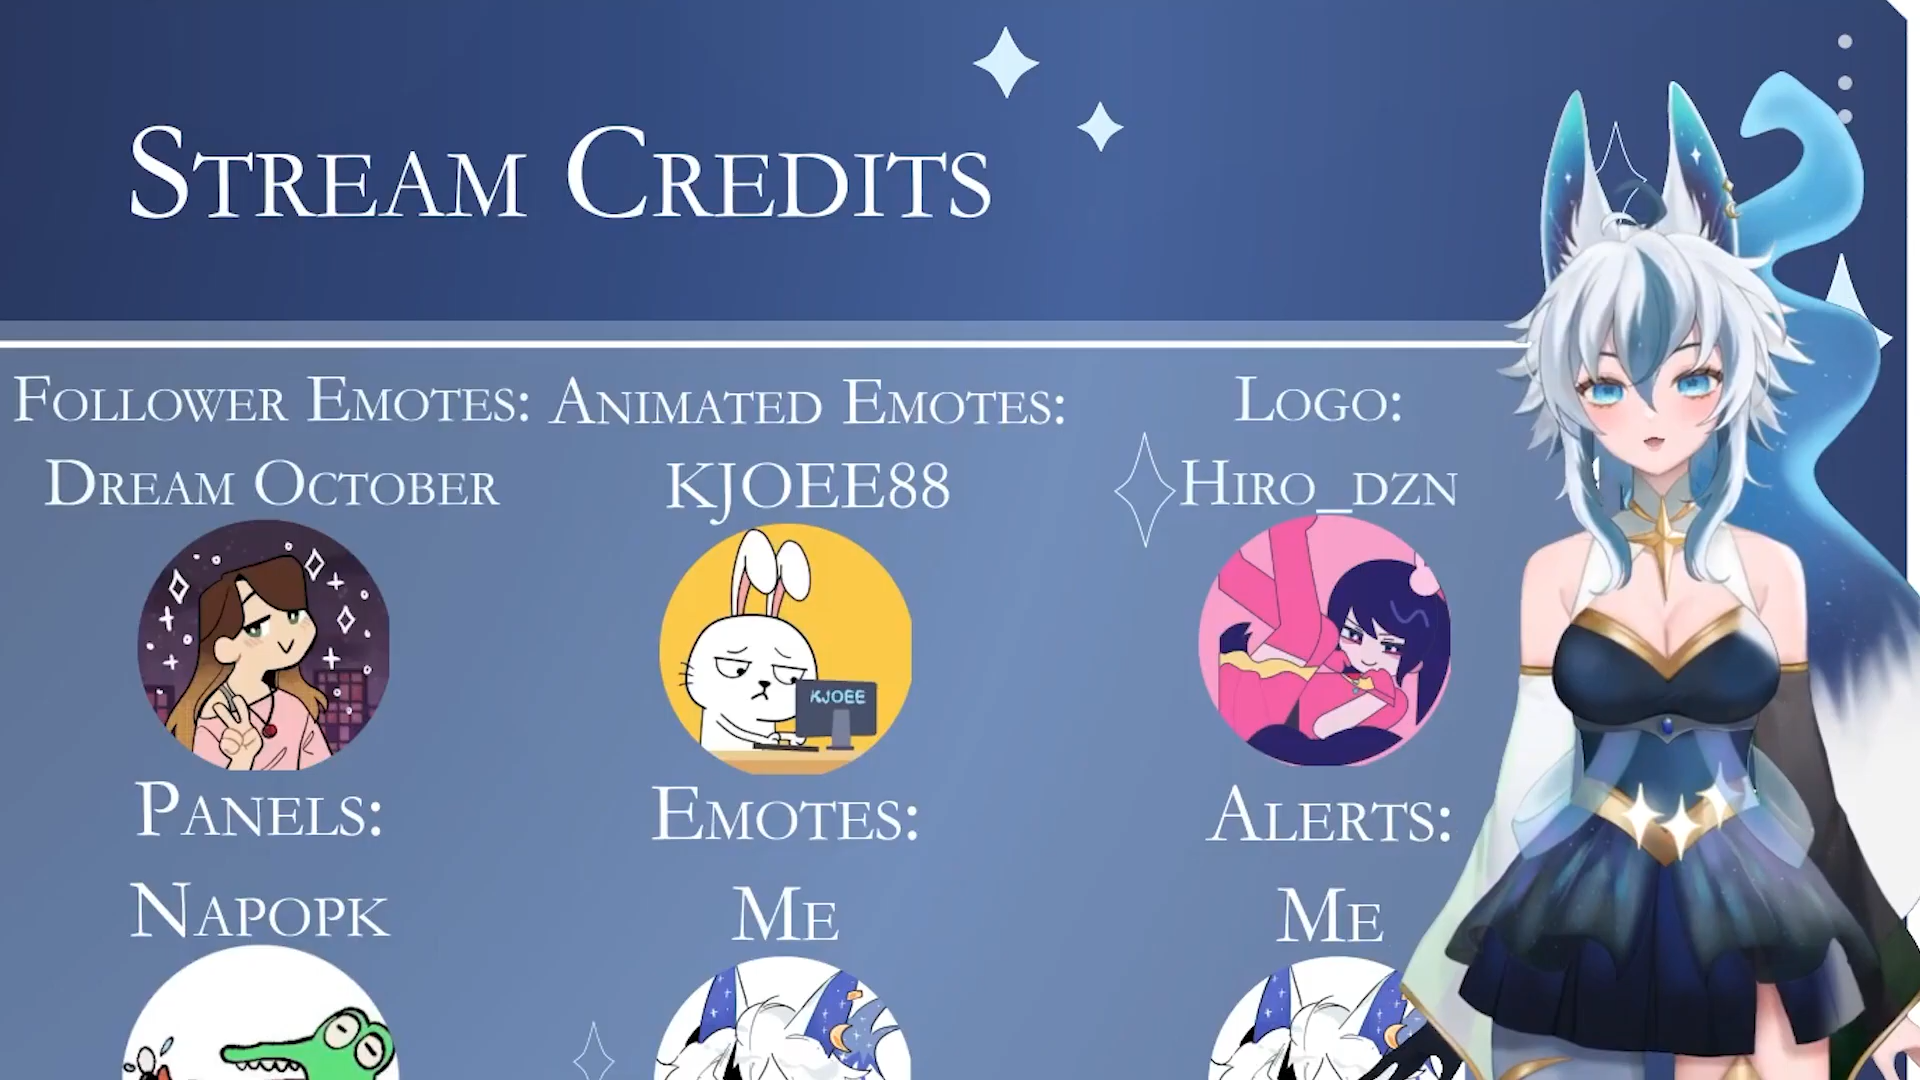 Stream Credits
Follower Emotes: Animated Emotes: Logo:
Dream October KJOEE88 Hiro_dzn
KJOEE
Panels: Emotes: Alerts:
Napopk Me Me